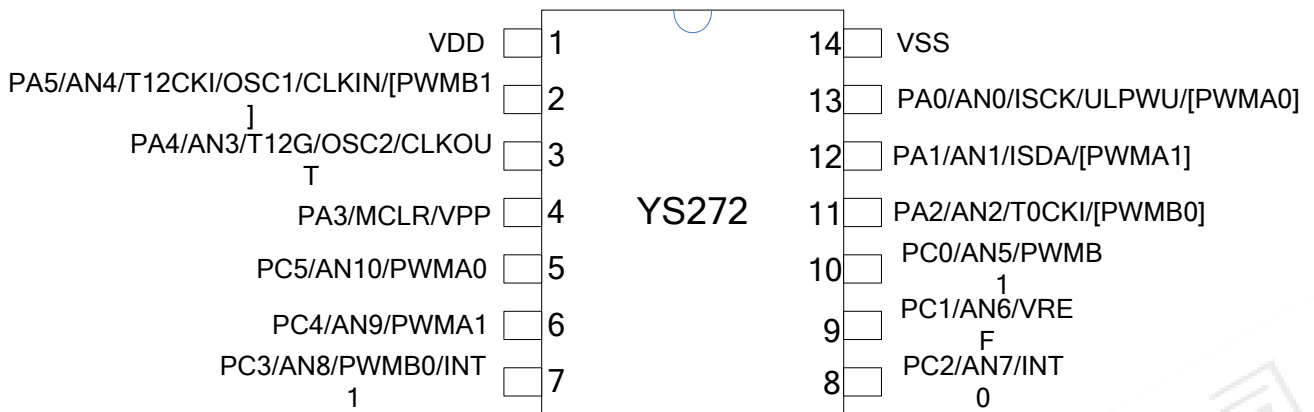 VDD 1 14 VSS
PA5/AN4/T12CKI/OSC1/CLKIN/[PWMB1
] 2 13 PA0/AN0/ISCK/ULPWU/[PWMA0]
PA4/AN3/T12G/OSC2/CLKOU
T 3 12 PA1/AN1/ISDA/[PWMA1]
PA3/MCLR/VPP 4 YS272 11 PA2/AN2/T0CKI/[PWMB0]
PC5/AN10/PWMA0 5 10 PC0/AN5/PWMB
1
PC4/AN9/PWMA1 6 9 PC1/AN6/VRE
F
PC3/AN8/PWMB0/INT
1 7 8 PC2/AN7/INT
0